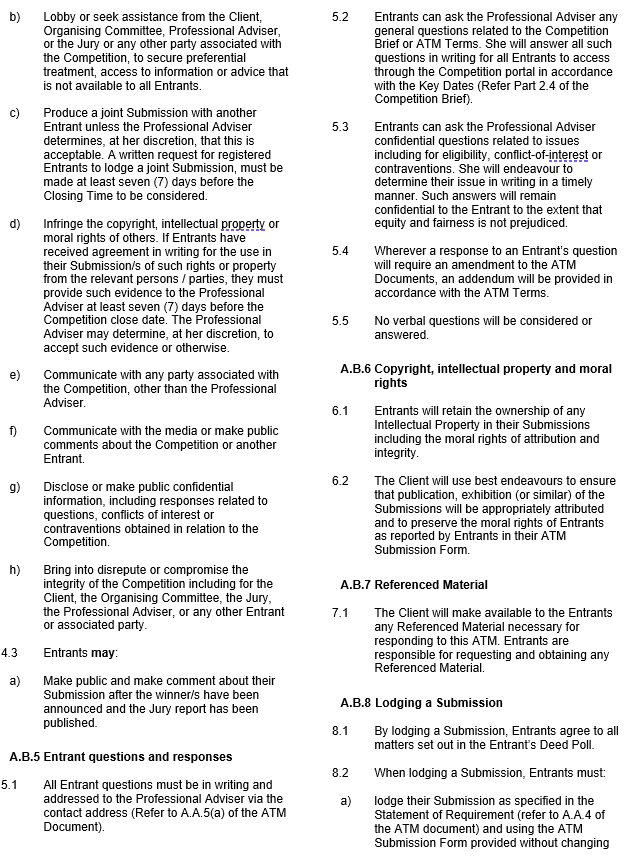 b) Lobby or seek assistance from the Client,
Organising Committee, Professional Adviser,
or the Jury or any other party associated with
the Competition, to secure preferential
treatment, access to information or advice that
is not available to all Entrants.
c) Produce a joint Submission with another
Entrant unless the Professional Adviser
determines, at her discretion, that this is
acceptable. A written request for registered
Entrants to lodge a joint Submission, must be
made at least seven (7) days before the
Closing Time to be considered.
d) Infringe the copyright, intellectual property or
moral rights of others. If Entrants have
received agreement in writing for the use in
their Submission/s of such rights or property
from the relevant persons / parties, they must
provide such evidence to the Professional
Adviser at least seven (7) days before the
Competition close date. The Professional
Adviser may determine, at her discretion, to
accept such evidence or otherwise.
e) Communicate with any party associated with
the Competition, other than the Professional
Adviser.
f) Communicate with the media or make public
comments about the Competition or another
Entrant.
g) Disclose or make public confidential
information, including responses related to
questions, conflicts of interest or
contraventions obtained in relation to the
Competition.
h) Bring into disrepute or compromise the
integrity of the Competition including for the
Client, the Organising Committee, the Jury,
the Professional Adviser, or any other Entrant
or associated party.
4.3 Entrants may:
a) Make public and make comment about their
Submission after the winner/s have been
announced and the Jury report has been
published.
A.B.5 Entrant questions and responses
5.1 All Entrant questions must be in writing and
addressed to the Professional Adviser via the
contact address (Refer to A.A.5(a) of the ATM
Document).
5.2 Entrants can ask the Professional Adviser any
general questions related to the Competition
Brief or ATM Terms. She will answer all such
questions in writing for all Entrants to access
through the Competition portal in accordance
with the Key Dates (Refer Part 2.4 of the
Competition Brief).
5.3 Entrants can ask the Professional Adviser
confidential questions related to issues
including for eligibility, conflict-of-interest or
contraventions. She will endeavour to
determine their issue in writing in a timely
manner. Such answers will remain
confidential to the Entrant to the extent that
equity and fairness is not prejudiced.
5.4 Wherever a response to an Entrant's question
will require an amendment to the ATM
Documents, an addendum will be provided in
accordance with the ATM Terms.
5.5 No verbal questions will be considered or
answered.
A.B.6 Copyright, intellectual property and moral
rights
6.1 Entrants will retain the ownership of any
Intellectual Property in their Submissions
including the moral rights of attribution and
integrity.
6.2 The Client will use best endeavours to ensure
that publication, exhibition (or similar) of the
Submissions will be appropriately attributed
and to preserve the moral rights of Entrants
as reported by Entrants in their ATM
Submission Form.
A.B.7 Referenced Material
7.1 The Client will make available to the Entrants
any Referenced Material necessary for
responding to this ATM. Entrants are
responsible for requesting and obtaining any
Referenced Material.
A.B.8 Lodging a Submission
8.1 By lodging a Submission, Entrants agree to all
matters set out in the Entrant's Deed Poll.
8.2 When lodging a Submission, Entrants must:
a) lodge their Submission as specified in the
Statement of Requirement (refer to A.A.4 of
the ATM document) and using the ATM
Submission Form provided without changing